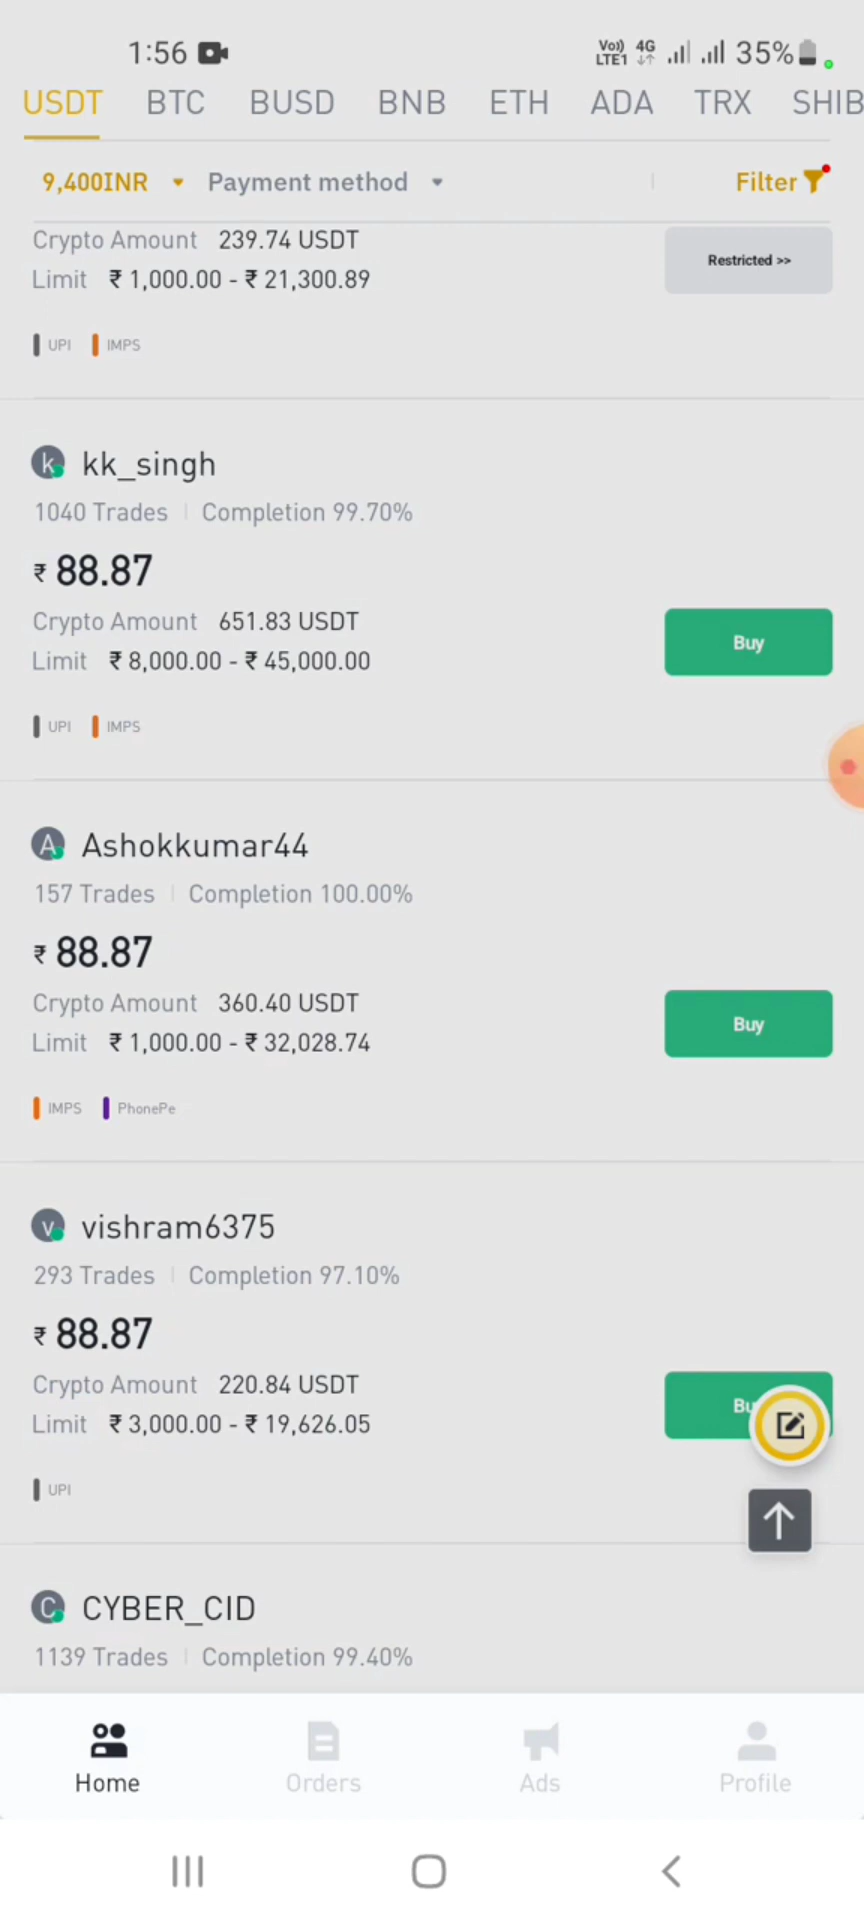 1:56 Vo)) LTE1 4G 35%
USDT BTC BUSD BNB ETH ADA TRX SHIB
9,400INR Payment method Filter
Crypto Amount 239.74 USDT
Limit ₹ 1,000.00 - ₹ 21,300.89
Restricted >>
UPI IMPS
k kk_singh
1040 Trades Completion 99.70%
₹ 88.87
Crypto Amount 651.83 USDT
Limit ₹ 8,000.00 - ₹ 45,000.00
Buy
UPI IMPS
A Ashokkumar44
157 Trades Completion 100.00%
₹ 88.87
Crypto Amount 360.40 USDT
Limit ₹ 1,000.00 - ₹ 32,028.74
Buy
IMPS PhonePe
v vishram6375
293 Trades Completion 97.10%
₹ 88.87
Crypto Amount 220.84 USDT
Limit ₹ 3,000.00 - ₹ 19,626.05
Bu
UPI
C CYBER_CID
1139 Trades Completion 99.40%
Home Orders Ads Profile